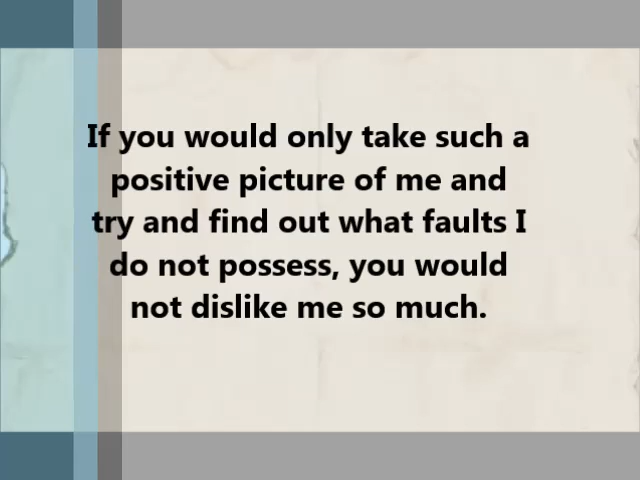 If you would only take such a
positive picture of me and
try and find out what faults I
do not possess, you would
not dislike me so much.